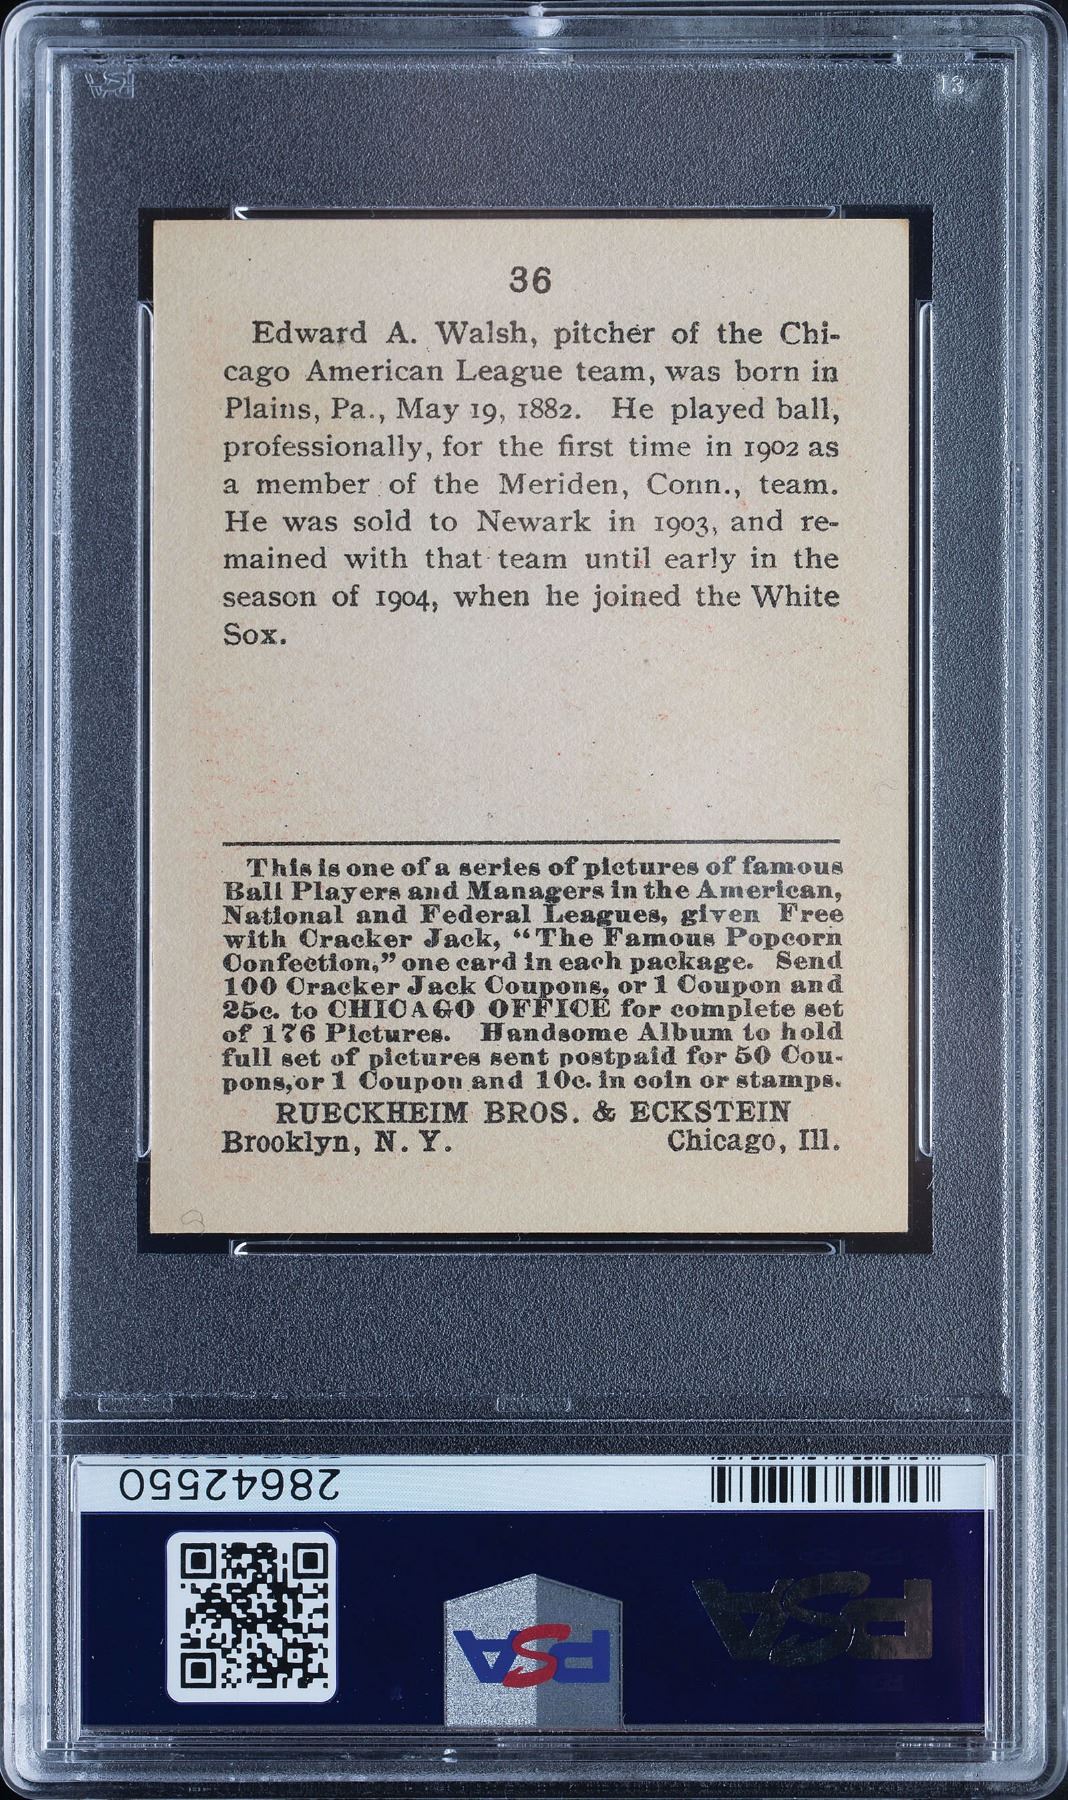 36
Edward A. Walsh, pitcher of the Chi-
cago American League team, was born in
Plains, Pa., May 19, 1882. He played ball,
professionally, for the first time in 1902 as
a member of the Meriden, Conn., team.
He was sold to Newark in 1903, and re-
mained with that team until early in the
season of 1904, when he joined the White
Sox.
This is one of a series of pictures of famous
Ball Players and Managers in the American,
National and Federal Leagues, given Free
with Cracker Jack, “The Famous Popcorn
Confection,” one card in each package. Send
100 Cracker Jack Coupons, or 1 Coupon and
25c. to CHICAGO OFFICE for complete set
of 176 Pictures. Handsome Album to hold
full set of pictures sent postpaid for 50 Cou-
pons, or 1 Coupon and 10c. in coin or stamps.
RUECKHEIM BROS. & ECKSTEIN
Brooklyn, N. Y. Chicago, Ill.
28642550
PSA
PSA